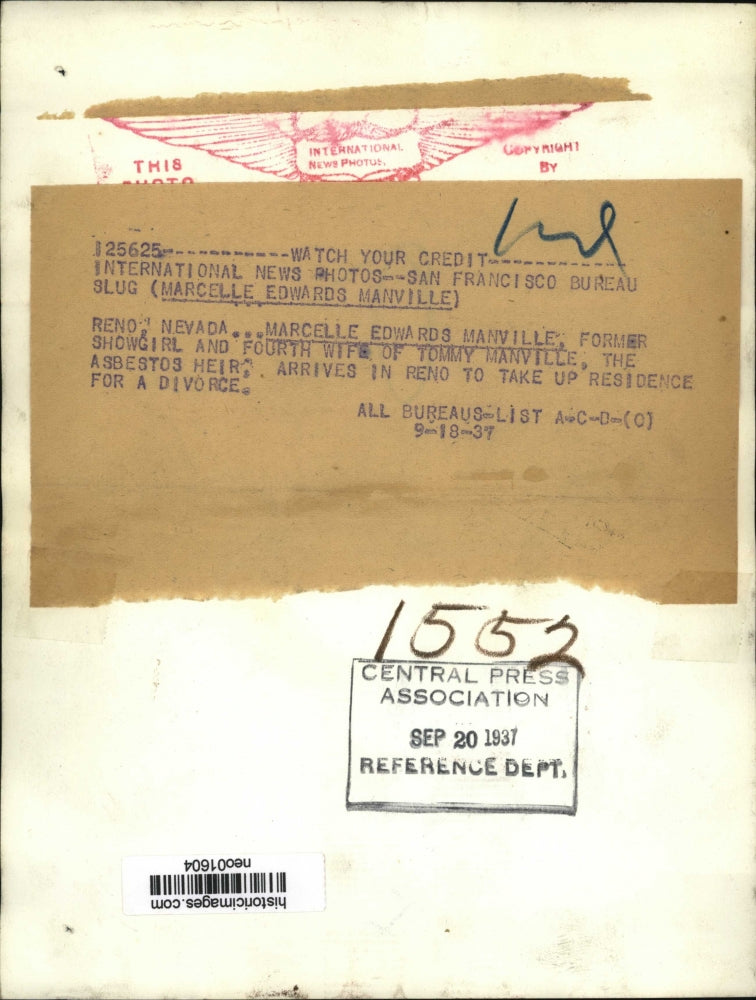 INTERNATIONAL
NEWS PHOTOS.
THIS
PHOTO
COPYRIGHT
BY
125625-------------WATCH YOUR CREDIT--------------
INTERNATIONAL NEWS PHOTOS--SAN FRANCISCO BUREAU
SLUG (MARCELLE EDWARDS MANVILLE)
RENO, NEVADA...MARCELLE EDWARDS MANVILLE, FORMER
SHOWGIRL AND FOURTH WIFE OF TOMMY MANVILLE, THE
ASBESTOS HEIR, ARRIVES IN RENO TO TAKE UP RESIDENCE
FOR A DIVORCE.
ALL BUREAUS-LIST A-C-D-(O)
9-18-37
1552
CENTRAL PRESS
ASSOCIATION
SEP 20 1937
REFERENCE DEPT.
historicimages.com
neo01604